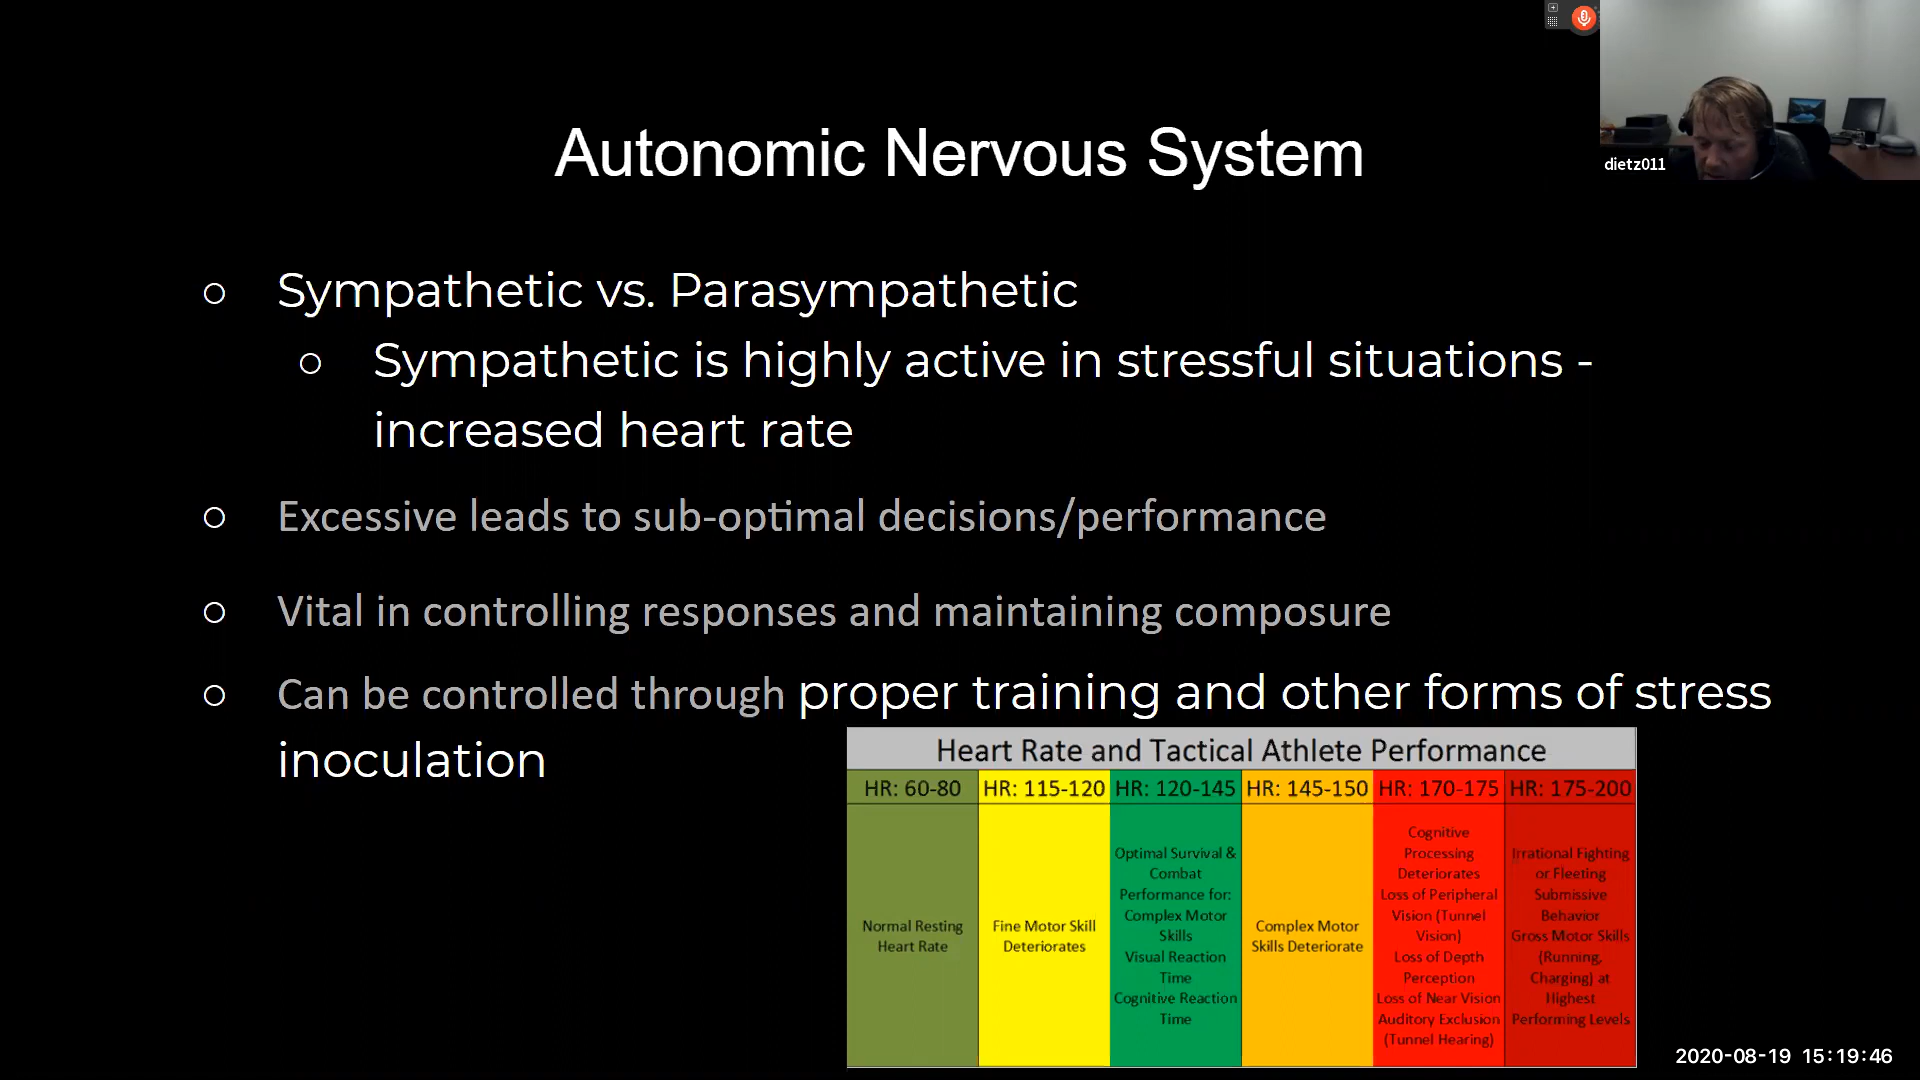 dietz011
Autonomic Nervous System
Sympathetic vs. Parasympathetic
Sympathetic is highly active in stressful situations -
increased heart rate
Excessive leads to sub-optimal decisions/performance
Vital in controlling responses and maintaining composure
Can be controlled through proper training and other forms of stress
inoculation
Heart Rate and Tactical Athlete Performance
HR: 60-80
Normal Resting
Heart Rate
HR: 115-120
Fine Motor Skill
Deteriorates
HR: 120-145
Optimal Survival &
Combat
Performance for:
Complex Motor
Skills
Visual Reaction
Time
Cognitive Reaction
Time
HR: 145-150
Complex Motor
Skills Deteriorate
HR: 170-175
Cognitive
Processing
Deteriorates
Loss of Peripheral
Vision (Tunnel
Vision)
Loss of Depth
Perception
Loss of Near Vision
Auditory Exclusion
(Tunnel Hearing)
HR: 175-200
Irrational Fighting
or Fleeting
Submissive
Behavior
Gross Motor Skills
(Running,
Charging) at
Highest
Performing Levels
2020-08-19 15:19:46